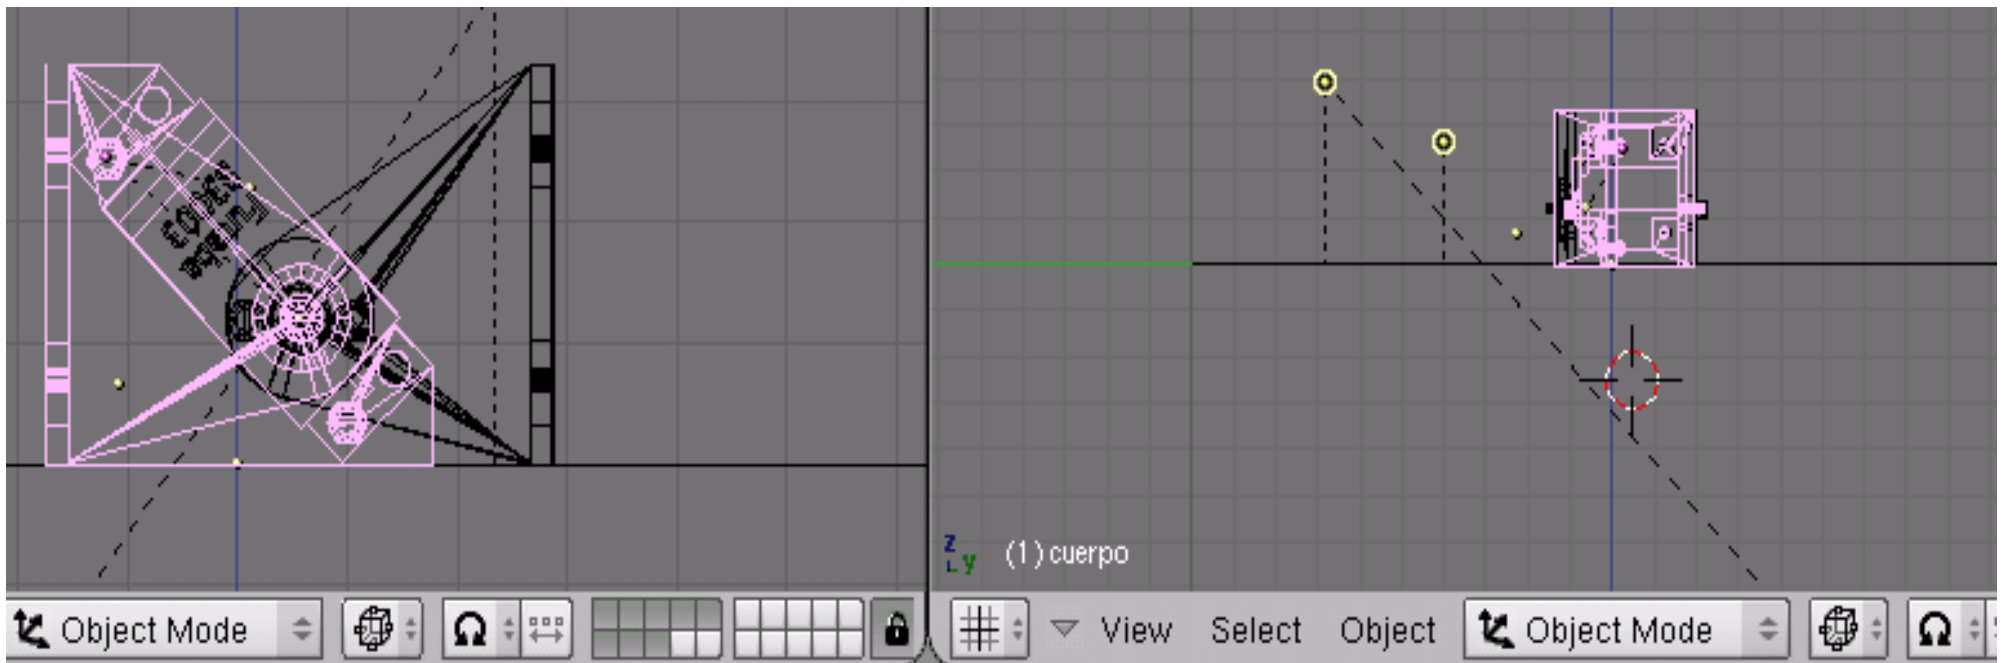 z
y
(1) cuerpo
Object Mode
View
Select
Object
Object Mode